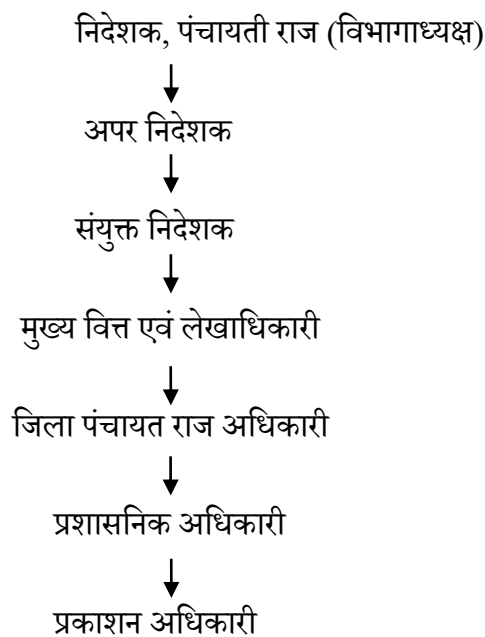 निदेशक, पंचायती राज (विभागाध्यक्ष)
अपर निदेशक
संयुक्त निदेशक
मुख्य वित्त एवं लेखाधिकारी
जिला पंचायत राज अधिकारी
प्रशासनिक अधिकारी
प्रकाशन अधिकारी